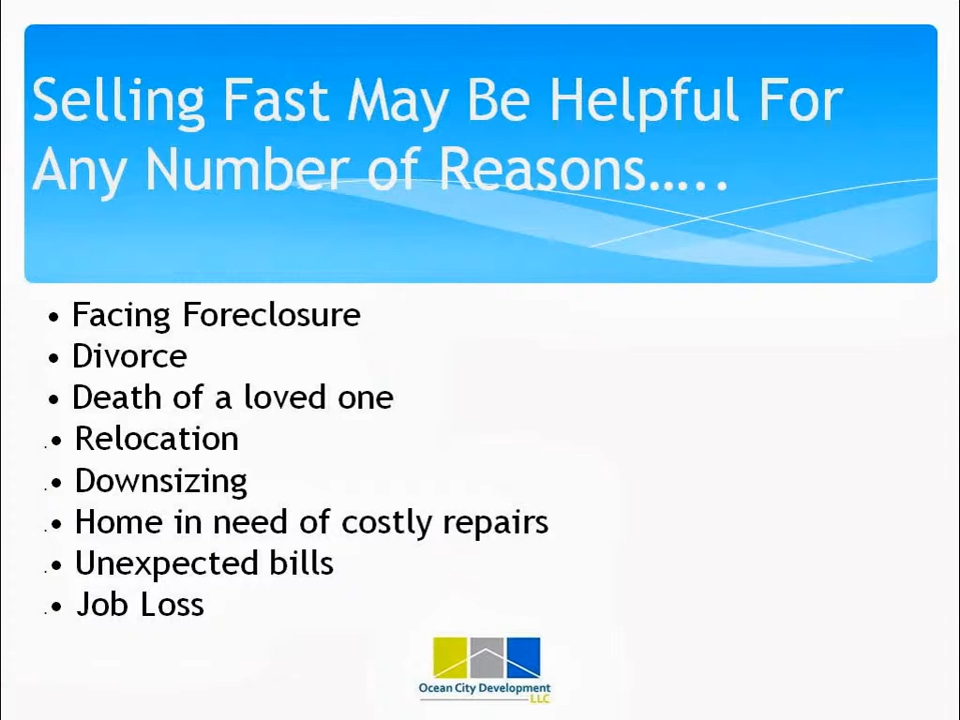 Selling Fast May Be Helpful For
Any Number of Reasons…..
• Facing Foreclosure
• Divorce
• Death of a loved one
• Relocation
• Downsizing
• Home in need of costly repairs
• Unexpected bills
• Job Loss
Ocean City Development
LLC